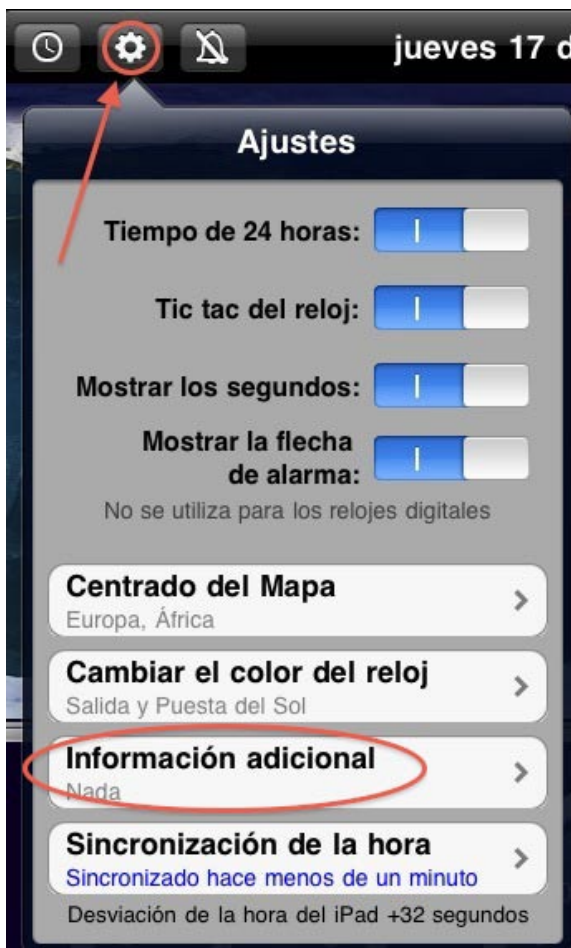 jueves 17 d
Ajustes
Tiempo de 24 horas:
Tic tac del reloj:
Mostrar los segundos:
Mostrar la flecha
de alarma:
No se utiliza para los relojes digitales
Centrado del Mapa
Europa, África
Cambiar el color del reloj
Salida y Puesta del Sol
Información adicional
Nada
Sincronización de la hora
Sincronizado hace menos de un minuto
Desviación de la hora del iPad +32 segundos